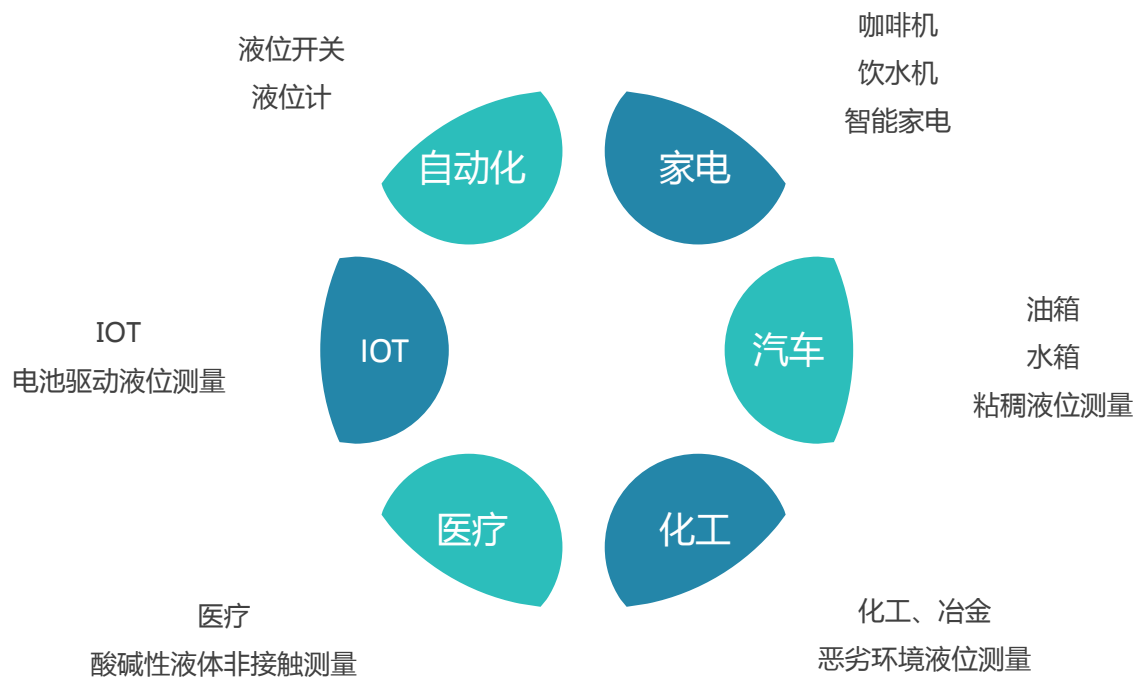 液位开关
液位计
自动化
咖啡机
饮水机
智能家电
家电
IOT
电池驱动液位测量
IOT
汽车
油箱
水箱
粘稠液位测量
医疗
医疗
酸碱性液体非接触测量
化工
化工、冶金
恶劣环境液位测量